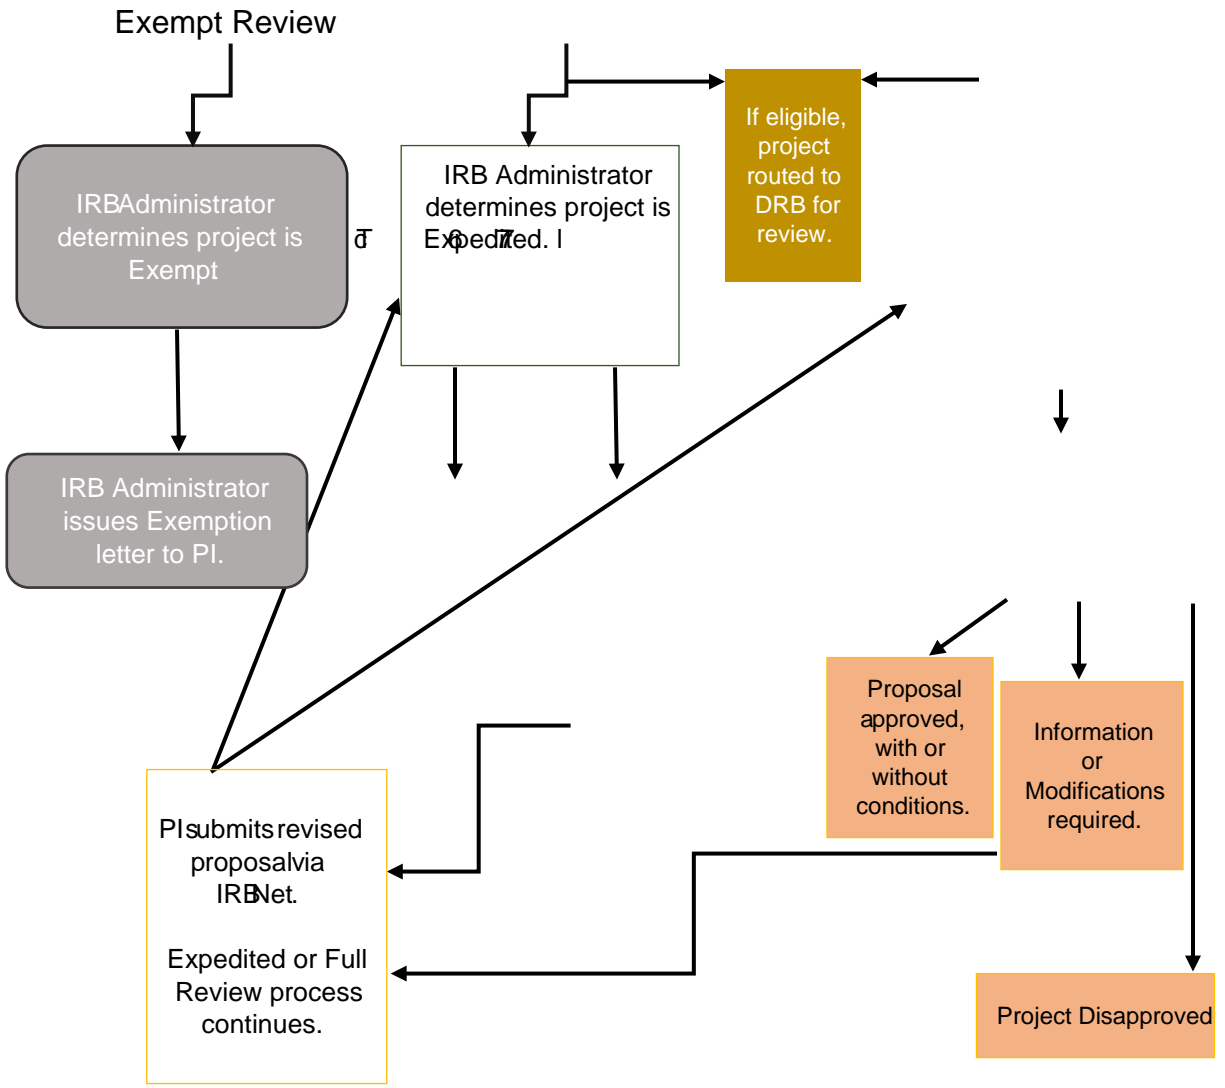 Exempt Review
IRBAdministrator
determines project is
Exempt.
IRB Administrator
determines project is
Expedited. I
If eligible,
project
routed to
DRB for
review.
IRB Administrator
issues Exemption
letter to PI.
Proposal
approved,
with or
without
conditions.
Information
or
Modifications
required.
PIsubmitsrevised
proposalvia
IRBNet.
Expedited or Full
Review process
continues.
Project Disapproved